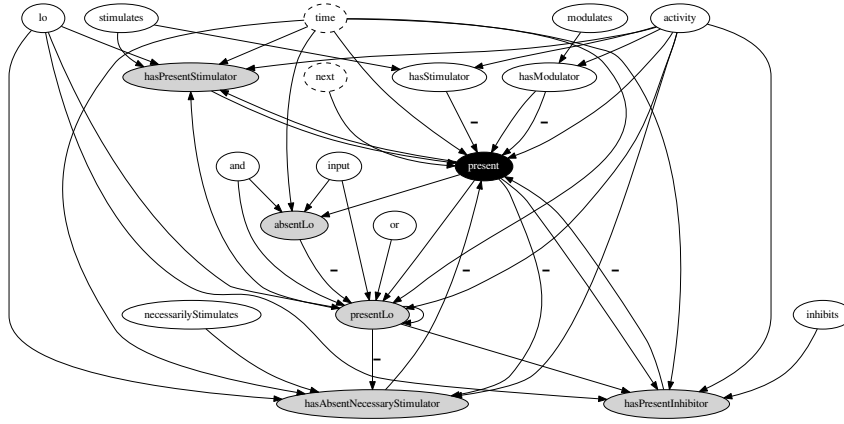 lo
stimulates
time
modulates
activity
hasPresentStimulator
next
hasStimulator
hasModulator
–
–
present
and
input
absentLo
or
–
–
–
–
necessarilyStimulates
presentLo
inhibits
–
hasAbsentNecessaryStimulator
hasPresentInhibitor